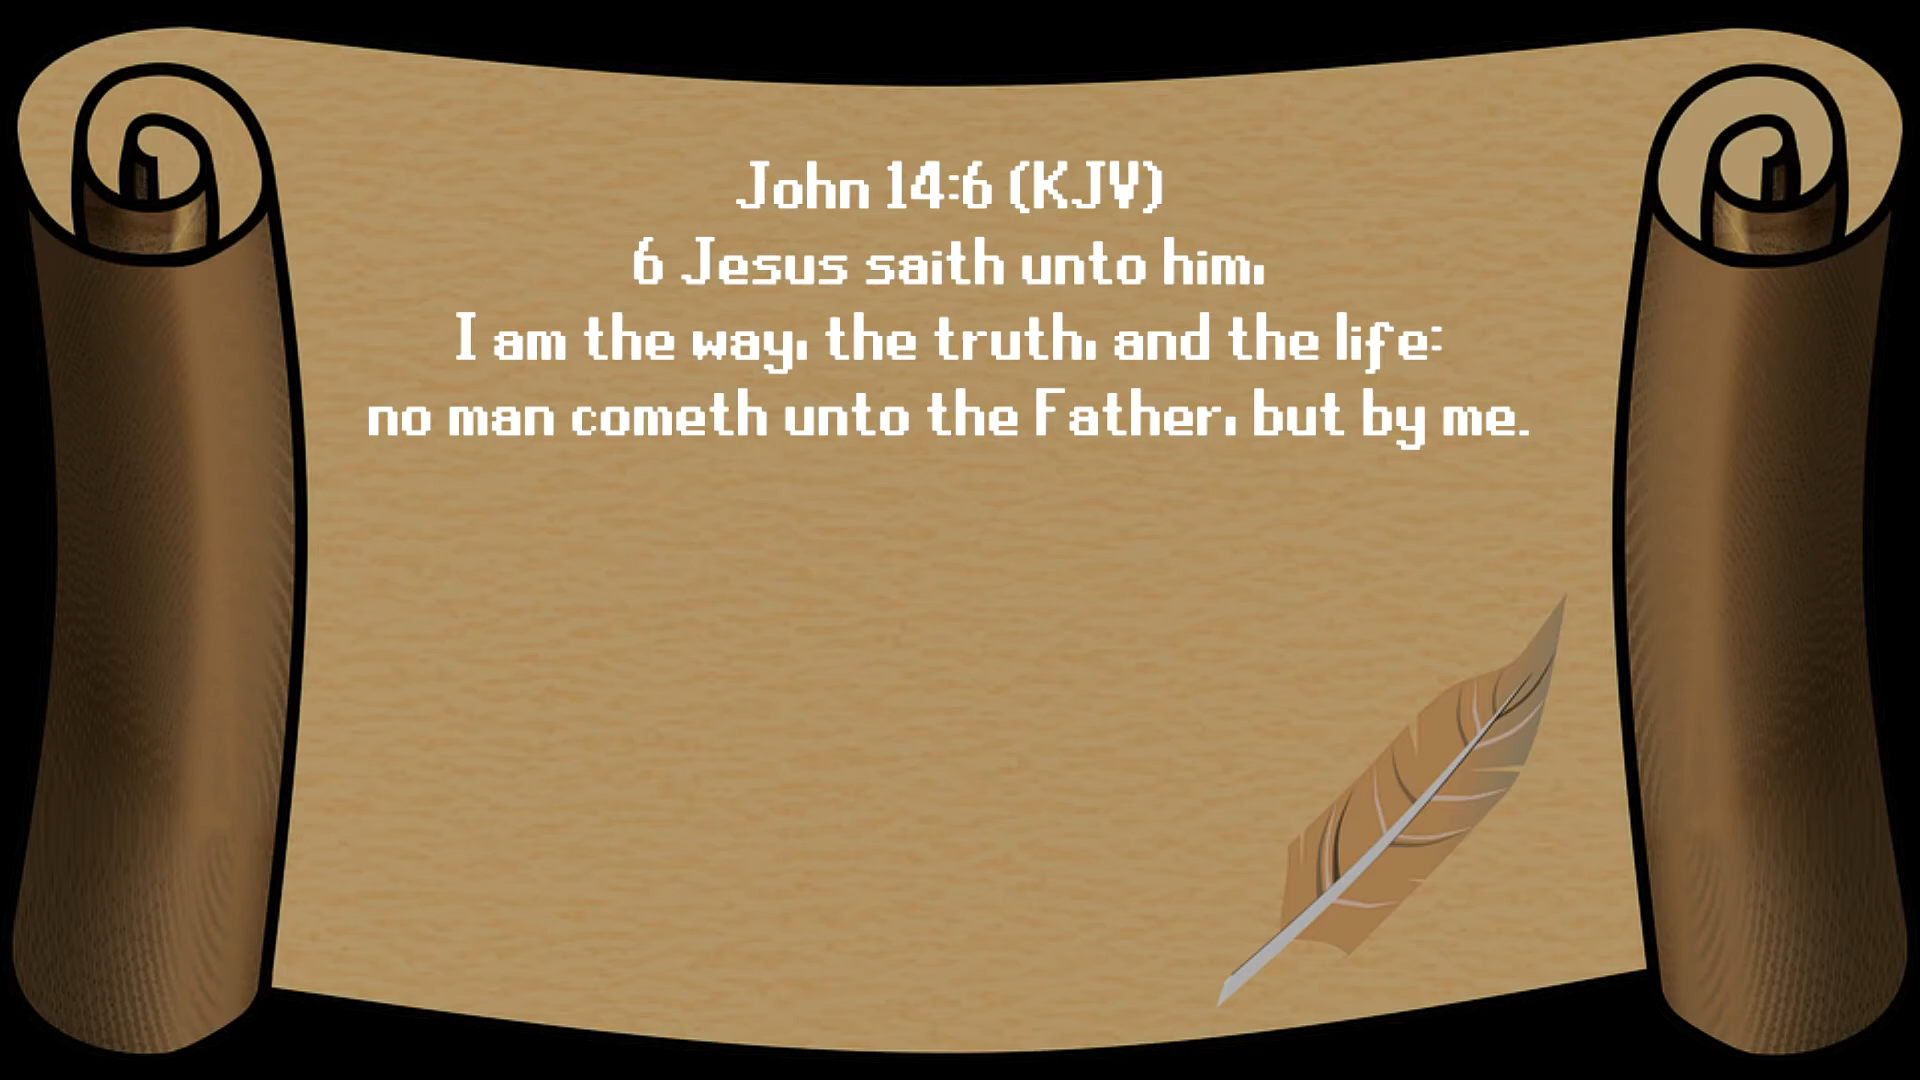 John 14:6 (KJV)
6 Jesus saith unto him,
I am the way, the truth, and the life:
no man cometh unto the Father, but by me.